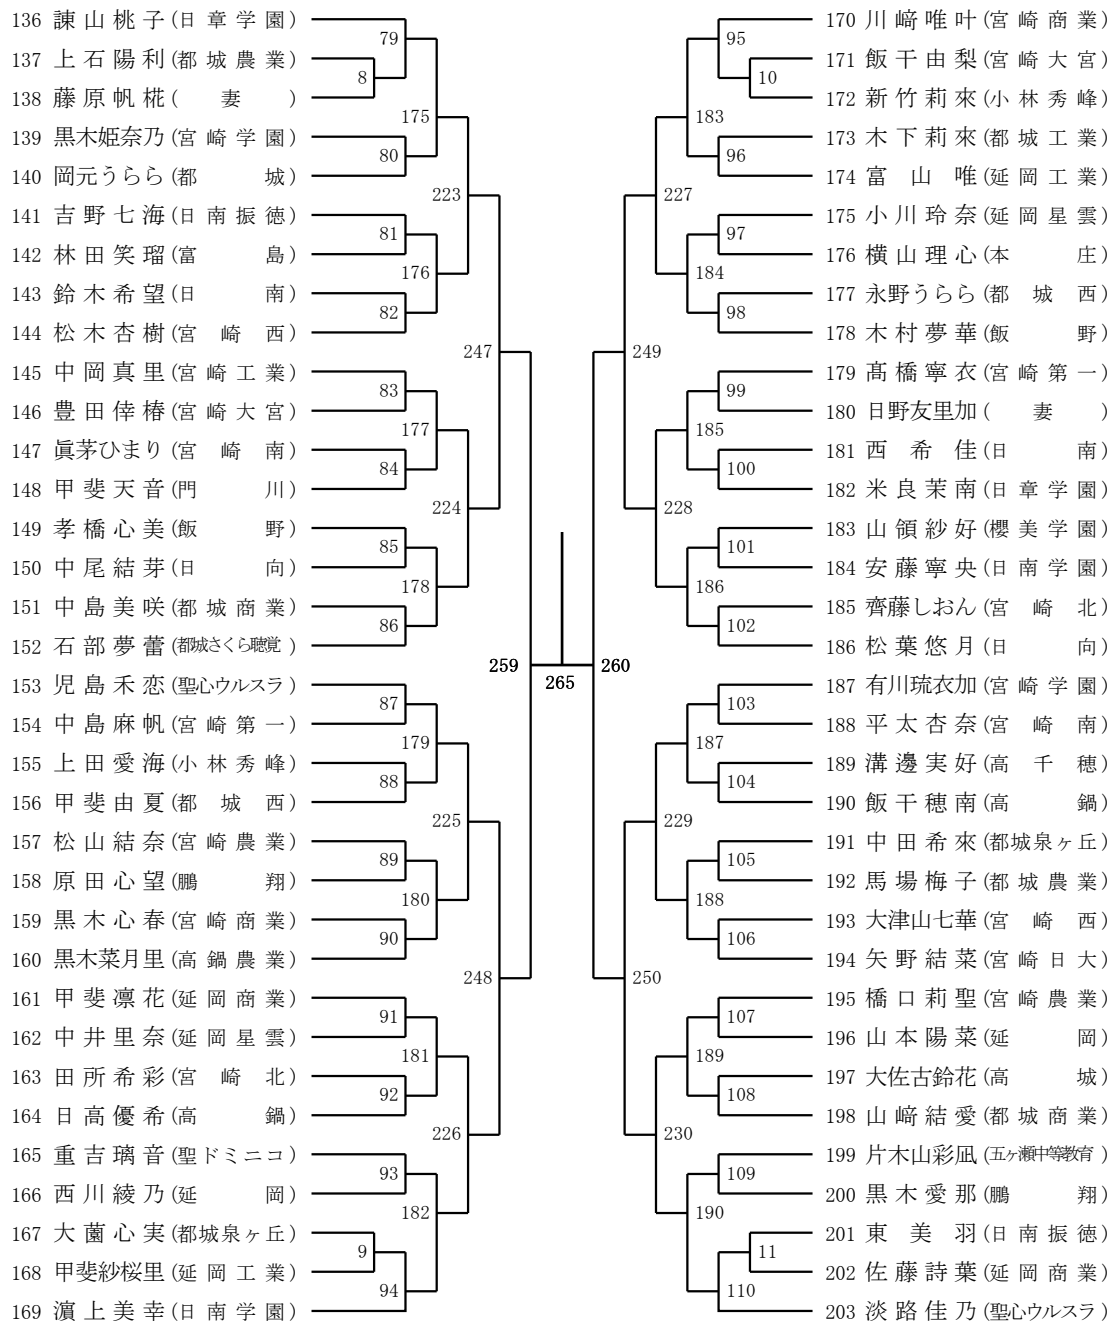 136 諫山桃子(日章学園)
137 上石陽利(都城農業)
138 藤原帆椛(妻)
139 黒木姫奈乃(宮崎学園)
140 岡元うらら(都城)
141 吉野七海(日南振徳)
142 林田笑瑠(富島)
143 鈴木希望(日南)
144 松木杏樹(宮崎西)
145 中岡真里(宮崎工業)
146 豊田倖椿(宮崎大宮)
147 眞茅ひまり(宮崎南)
148 甲斐天音(門川)
149 孝橋心美(飯野)
150 中尾結芽(日向)
151 中島美咲(都城商業)
152 石部夢蕾(都城さくら聴覚)
153 児島禾恋(聖心ウルスラ)
154 中島麻帆(宮崎第一)
155 上田愛海(小林秀峰)
156 甲斐由夏(都城西)
157 松山結奈(宮崎農業)
158 原田心望(鵬翔)
159 黒木心春(宮崎商業)
160 黒木菜月里(高鍋農業)
161 甲斐凛花(延岡商業)
162 中井里奈(延岡星雲)
163 田所希彩(宮崎北)
164 日高優希(高鍋)
165 重吉璃音(聖ドミニコ)
166 西川綾乃(延岡)
167 大薗心実(都城泉ヶ丘)
168 甲斐紗桜里(延岡工業)
169 濵上美幸(日南学園)
79
8
80
81
82
83
84
85
86
87
88
89
90
91
92
93
9
94
175
176
177
178
179
180
181
182
223
224
225
226
247
248
259
265
260
249
250
227
228
229
230
183
184
185
186
187
188
189
190
95
10
96
97
98
99
100
101
102
103
104
105
106
107
108
109
11
110
170 川﨑唯叶(宮崎商業)
171 飯干由梨(宮崎大宮)
172 新竹莉來(小林秀峰)
173 木下莉來(都城工業)
174 富山唯(延岡工業)
175 小川玲奈(延岡星雲)
176 横山理心(本庄)
177 永野うらら(都城西)
178 木村夢華(飯野)
179 髙橋寧衣(宮崎第一)
180 日野友里加(妻)
181 西希佳(日南)
182 米良茉南(日章学園)
183 山領紗好(櫻美学園)
184 安藤寧央(日南学園)
185 齊藤しおん(宮崎北)
186 松葉悠月(日向)
187 有川琉衣加(宮崎学園)
188 平太杏奈(宮崎南)
189 溝邊実好(高千穂)
190 飯干穂南(高鍋)
191 中田希來(都城泉ヶ丘)
192 馬場梅子(都城農業)
193 大津山七華(宮崎西)
194 矢野結菜(宮崎日大)
195 橋口莉聖(宮崎農業)
196 山本陽菜(延岡)
197 大佐古鈴花(高城)
198 山﨑結愛(都城商業)
199 片木山彩凪(五ヶ瀬中等教育)
200 黒木愛那(鵬翔)
201 東美羽(日南振徳)
202 佐藤詩葉(延岡商業)
203 淡路佳乃(聖心ウルスラ)